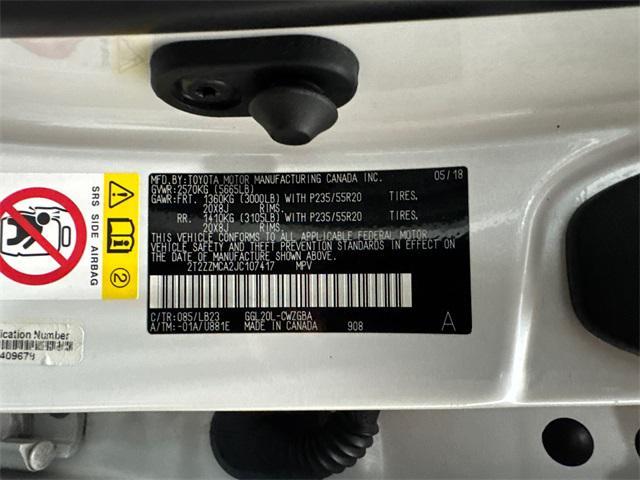 MFD.BY:TOYOTA MOTOR MANUFACTURING CANADA INC. 05/18
GVWR:2570KG (5665LB)
GAWR:FRT. 1360KG (3000LB) WITH P235/55R20 TIRES.
20X8J RIMS
RR. 1410KG (3105LB) WITH P235/55R20 TIRES.
20X8J RIMS
THIS VEHICLE CONFORMS TO ALL APPLICABLE FEDERAL MOTOR
VEHICLE SAFETY STANDARDS IN EFFECT ON
THE DATE OF MANUFACTURE SHOWN ABOVE.
2T2ZZMCA2JC107417 MPV
C/TR:085/LB23 GGL20L-CWZGBA
A/TM:-01A/U881E MADE IN CANADA 908 A
SRS SIDE AIRBAG
2
ication Number
409679